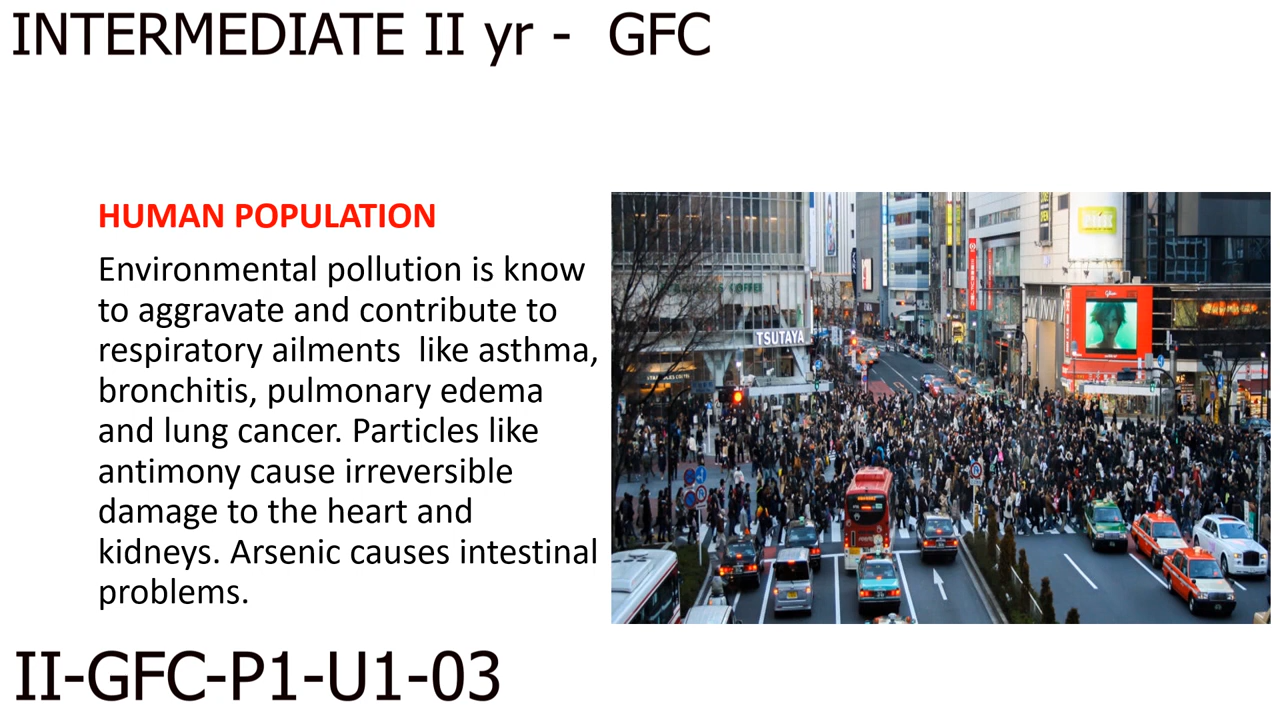 INTERMEDIATE II yr - GFC
HUMAN POPULATION
Environmental pollution is know
to aggravate and contribute to
respiratory ailments like asthma,
bronchitis, pulmonary edema
and lung cancer. Particles like
antimony cause irreversible
damage to the heart and
kidneys. Arsenic causes intestinal
problems.
TSUTAYA
II-GFC-P1-U1-03